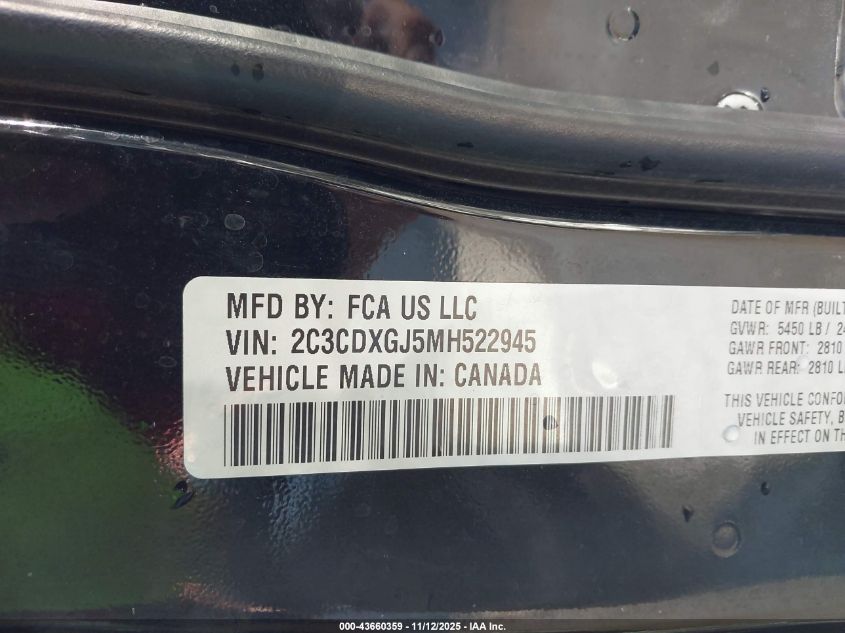 MFD BY: FCA US LLC
VIN: 2C3CDXGJ5MH522945
VEHICLE MADE IN: CANADA
DATE OF MFR (BUILT
GVWR: 5450 LB / 24
GAWR FRONT: 2810
GAWR REAR: 2810 L
THIS VEHICLE CONFOR
VEHICLE SAFETY, B
IN EFFECT ON TH
000-43660359 - 11/12/2025 - IAA Inc.